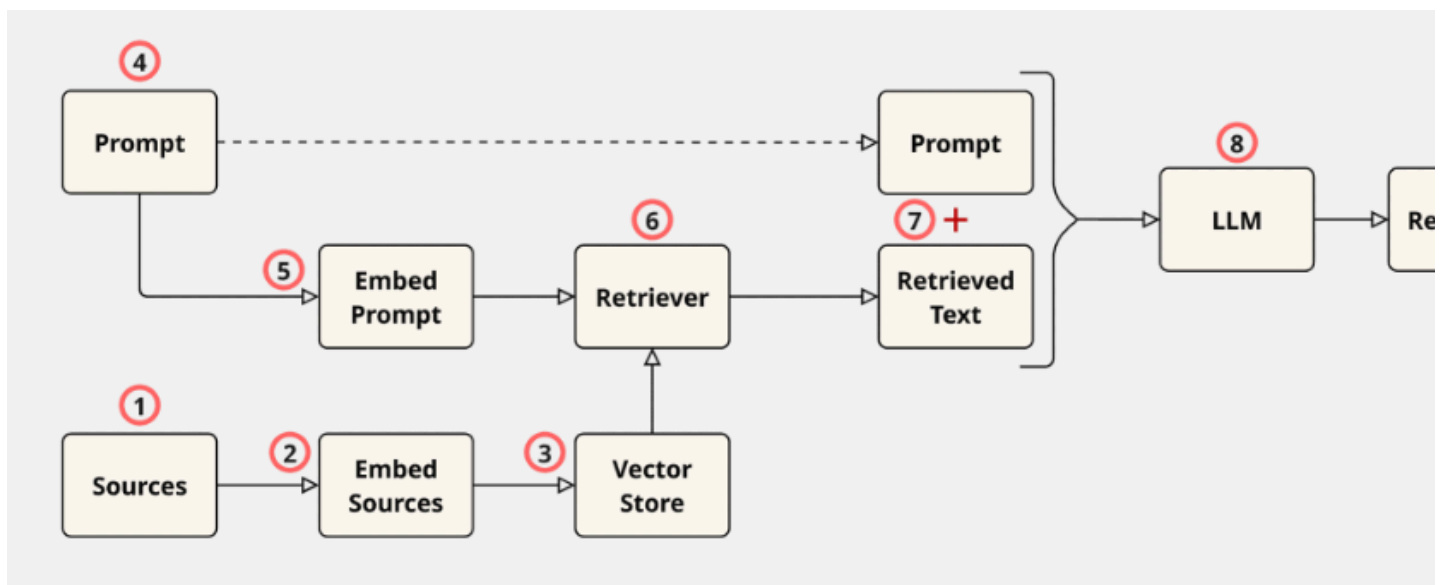 4
Prompt
Prompt
8
LLM
7 +
6
5
Embed
Prompt
Retriever
Retrieved
Text
1
2
3
Sources
Embed
Sources
Vector
Store